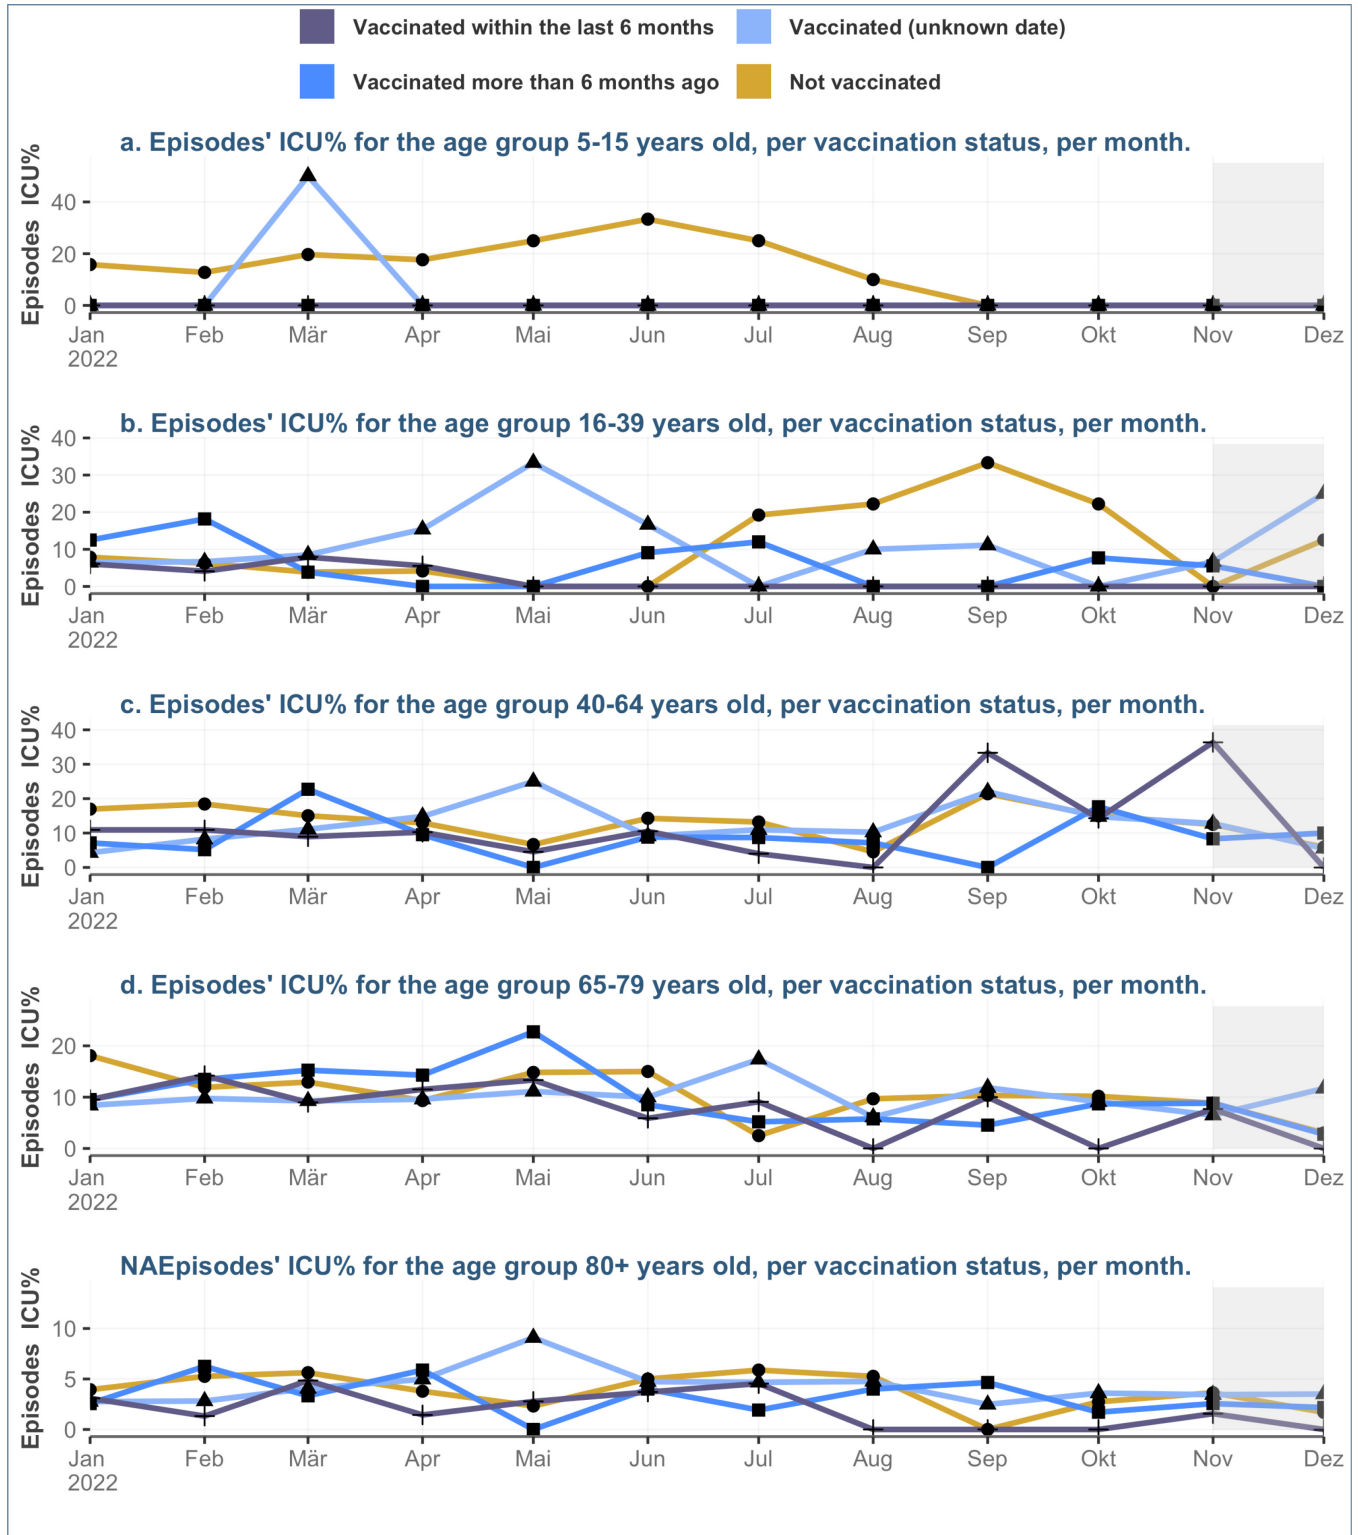 Vaccinated within the last 6 months
Vaccinated (unknown date)
Vaccinated more than 6 months ago
Not vaccinated
a. Episodes' ICU% for the age group 5-15 years old, per vaccination status, per month.
Episodes ICU%
40
20
0
Jan Feb Mär Apr Mai Jun Jul Aug Sep Okt Nov Dez
2022
b. Episodes' ICU% for the age group 16-39 years old, per vaccination status, per month.
Episodes ICU%
40
30
20
10
0
Jan Feb Mär Apr Mai Jun Jul Aug Sep Okt Nov Dez
2022
c. Episodes' ICU% for the age group 40-64 years old, per vaccination status, per month.
Episodes ICU%
40
30
20
10
0
Jan Feb Mär Apr Mai Jun Jul Aug Sep Okt Nov Dez
2022
d. Episodes' ICU% for the age group 65-79 years old, per vaccination status, per month.
Episodes ICU%
20
10
0
Jan Feb Mär Apr Mai Jun Jul Aug Sep Okt Nov Dez
2022
NAEpisodes' ICU% for the age group 80+ years old, per vaccination status, per month.
Episodes ICU%
10
5
0
Jan Feb Mär Apr Mai Jun Jul Aug Sep Okt Nov Dez
2022